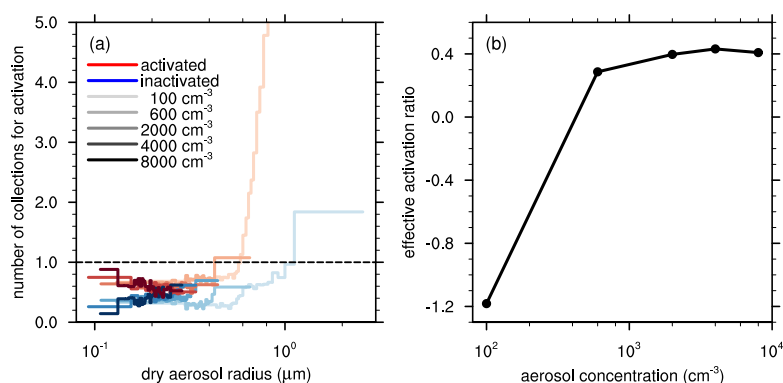 (a)
number of collections for activation
5.0
4.0
3.0
2.0
1.0
0.0
activated
inactivated
100 cm⁻³
600 cm⁻³
2000 cm⁻³
4000 cm⁻³
8000 cm⁻³
10⁻¹
10⁰
dry aerosol radius (μm)
(b)
effective activation ratio
0.4
0.0
-0.4
-0.8
-1.2
10²
10³
10⁴
aerosol concentration (cm⁻³)